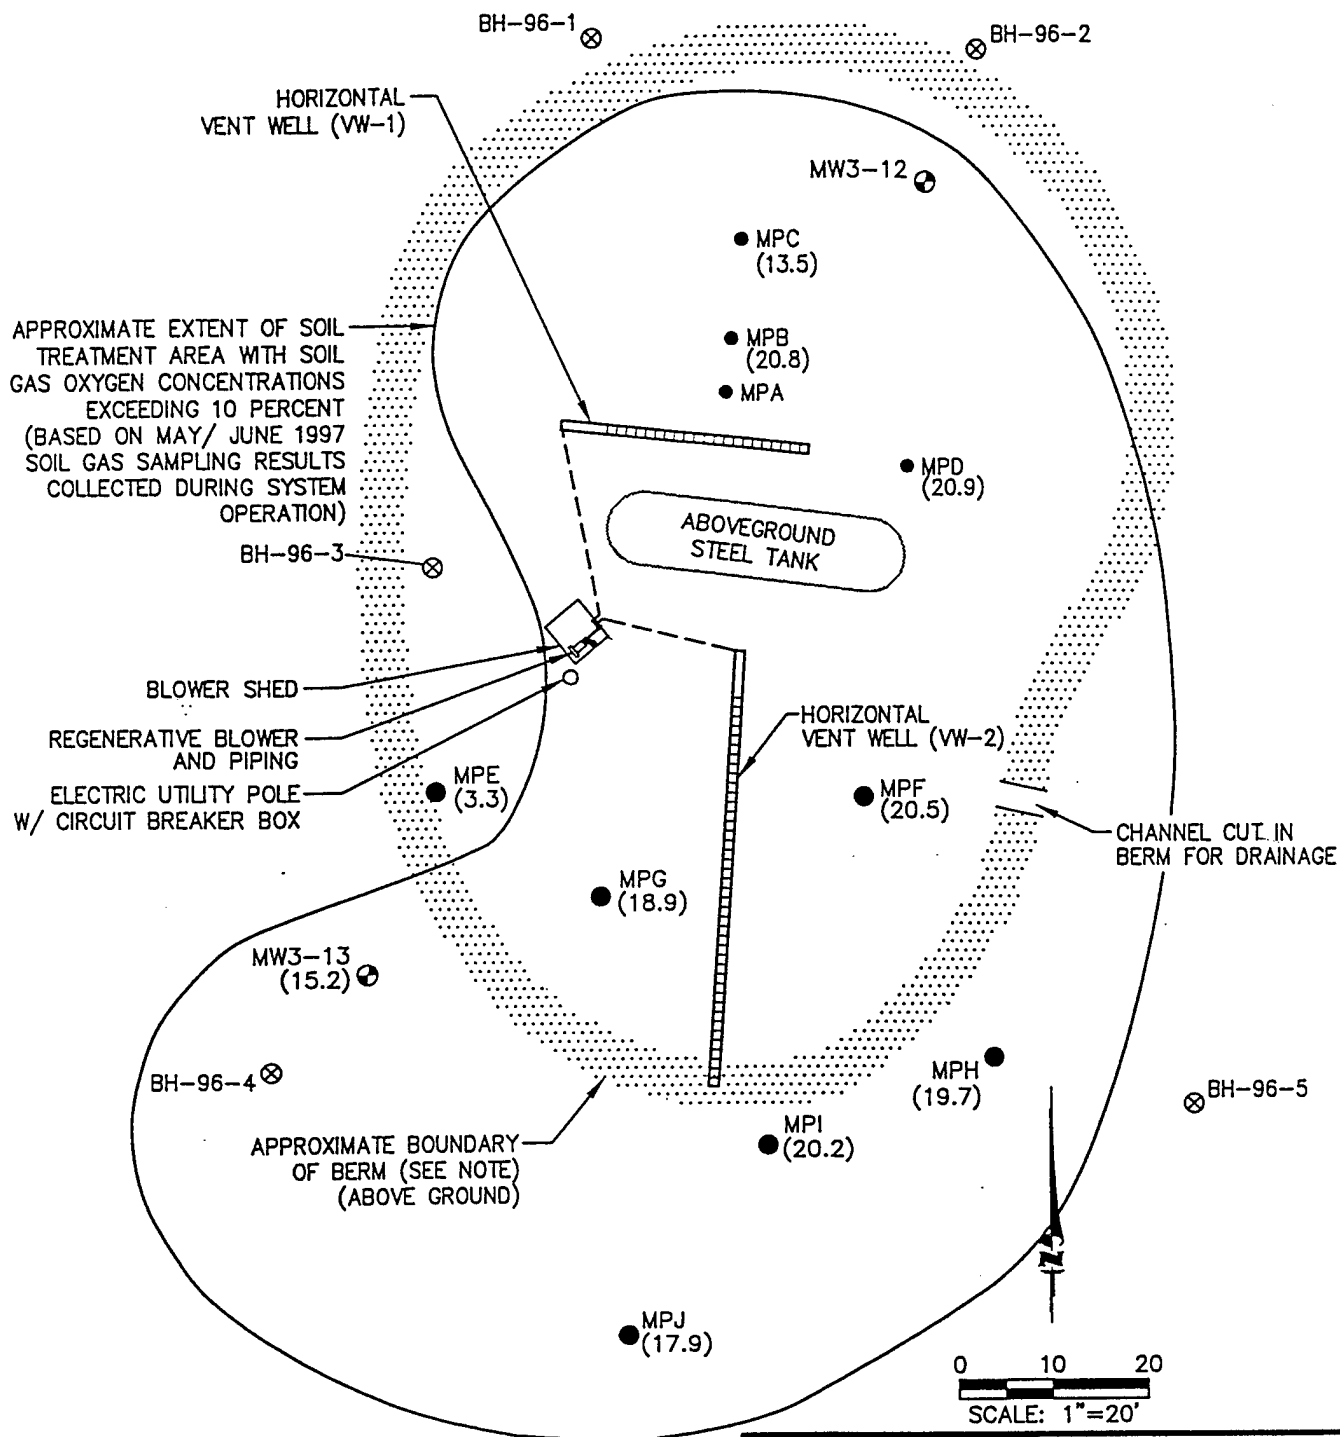 BH-96-1
BH-96-2
HORIZONTAL
VENT WELL (VW-1)
MW3-12
MPC
(13.5)
APPROXIMATE EXTENT OF SOIL
TREATMENT AREA WITH SOIL
GAS OXYGEN CONCENTRATIONS
EXCEEDING 10 PERCENT
(BASED ON MAY/ JUNE 1997
SOIL GAS SAMPLING RESULTS
COLLECTED DURING SYSTEM
OPERATION)
MPB
(20.8)
MPA
MPD
(20.9)
ABOVEGROUND
STEEL TANK
BH-96-3
BLOWER SHED
REGENERATIVE BLOWER
AND PIPING
ELECTRIC UTILITY POLE
W/ CIRCUIT BREAKER BOX
HORIZONTAL
VENT WELL (VW-2)
MPE
(3.3)
MPF
(20.5)
CHANNEL CUT IN
BERM FOR DRAINAGE
MPG
(18.9)
MW3-13
(15.2)
BH-96-4
MPH
(19.7)
BH-96-5
APPROXIMATE BOUNDARY
OF BERM (SEE NOTE)
(ABOVE GROUND)
MPI
(20.2)
N
MPJ
(17.9)
0 10 20
SCALE: 1"=20'